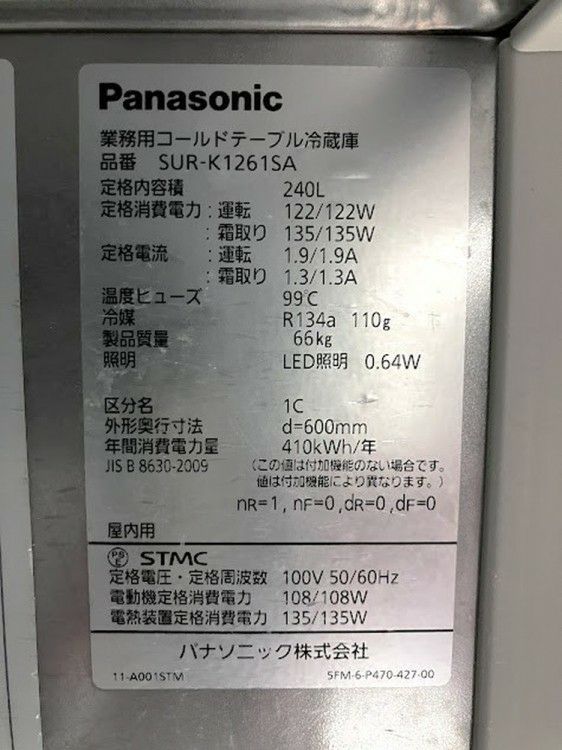 Panasonic
業務用コールドテーブル冷蔵庫
品番 SUR-K1261SA
定格内容積 240L
定格消費電力 : 運転 122/122W
: 霜取り 135/135W
定格電流 : 運転 1.9/1.9A
: 霜取り 1.3/1.3A
温度ヒューズ 99℃
冷媒 R134a 110g
製品質量 66kg
照明 LED照明 0.64W
区分名 1C
外形奥行寸法 d=600mm
年間消費電力量 410kWh/年
JIS B 8630-2009 (この値は付加機能のない場合です。
値は付加機能により異なります。)
nR=1, nF=0 ,dR=0 ,dF=0
屋内用
PS E STMC
定格電圧・定格周波数 100V 50/60Hz
電動機定格消費電力 108/108W
電熱装置定格消費電力 135/135W
パナソニック株式会社
11-A001STM 5FM-6-P470-427-00